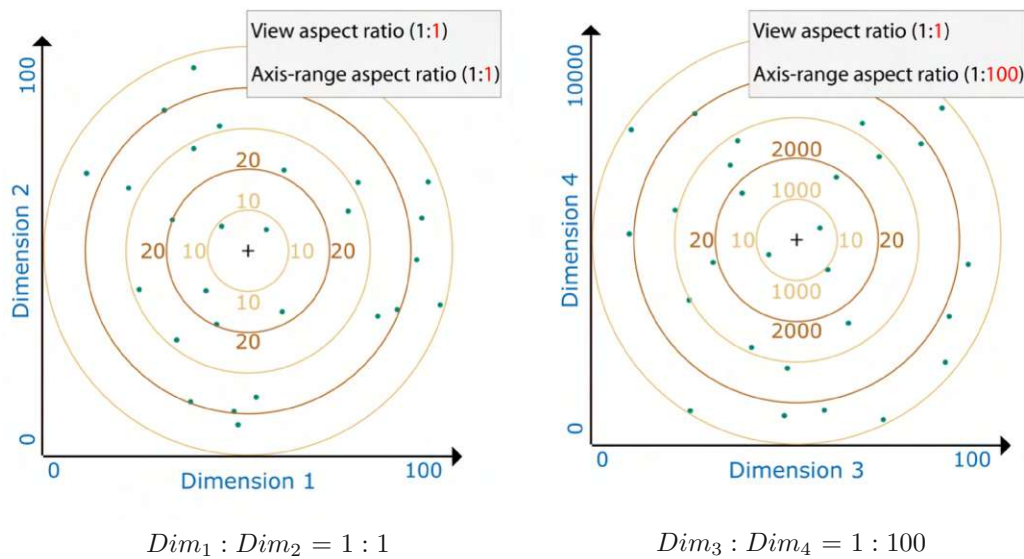 View aspect ratio (1:1)
Axis-range aspect ratio (1:1)
100
Dimension 2
0
20
10
20 10 10 20
10
20
0
100
Dimension 1
Dim₁ : Dim₂ = 1 : 1
View aspect ratio (1:1)
Axis-range aspect ratio (1:100)
10000
Dimension 4
0
2000
1000
20 10 10 20
1000
2000
0
100
Dimension 3
Dim₃ : Dim₄ = 1 : 100